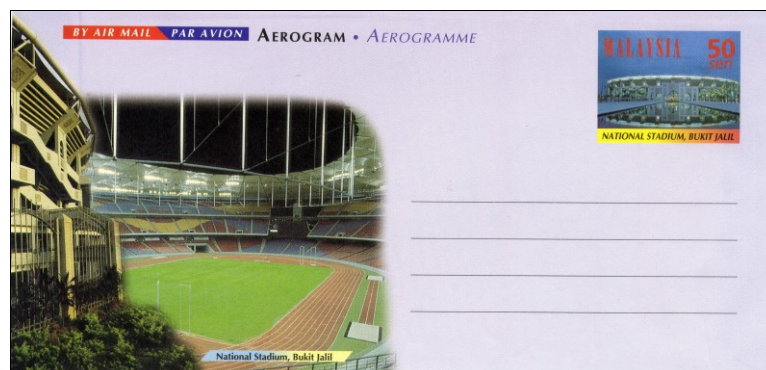 BY AIR MAIL PAR AVION AEROGRAM • AEROGRAMME
MALAYSIA 50
sen
NATIONAL STADIUM, BUKIT JALIL
National Stadium, Bukit Jalil